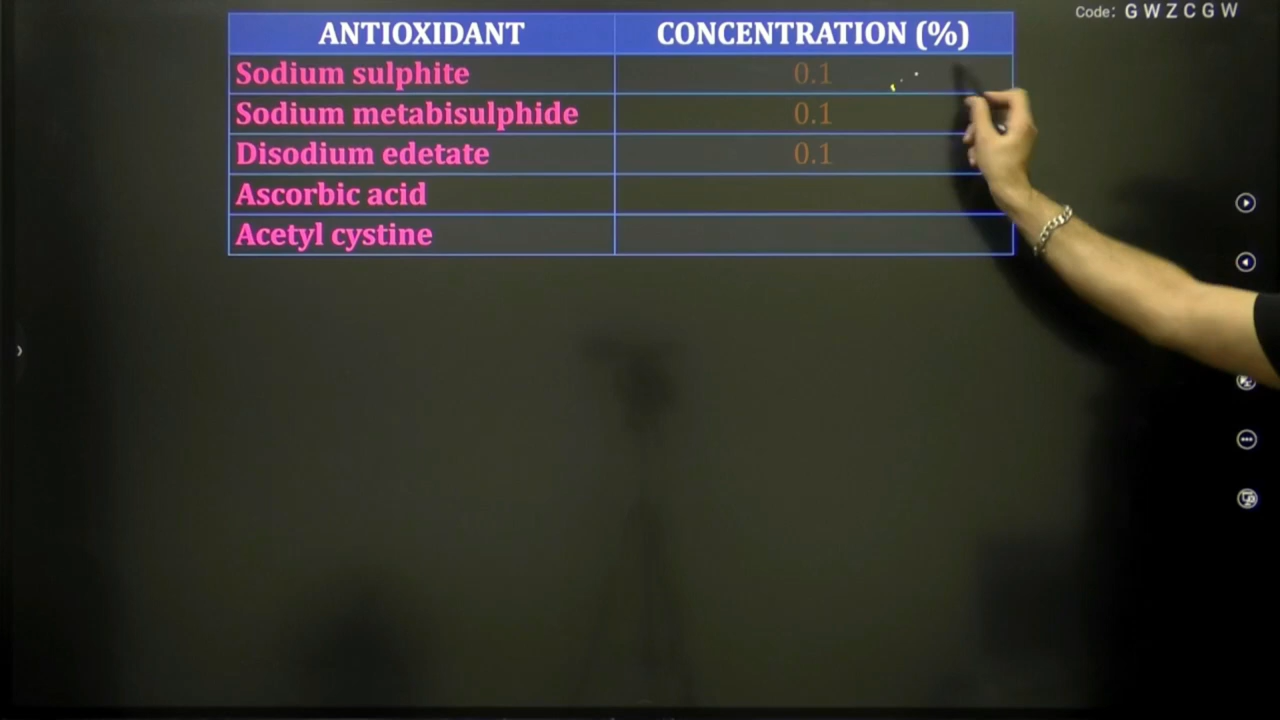 Code: G W Z C G W
ANTIOXIDANT CONCENTRATION (%)
Sodium sulphite 0.1
Sodium metabisulphide 0.1
Disodium edetate 0.1
Ascorbic acid
Acetyl cystine